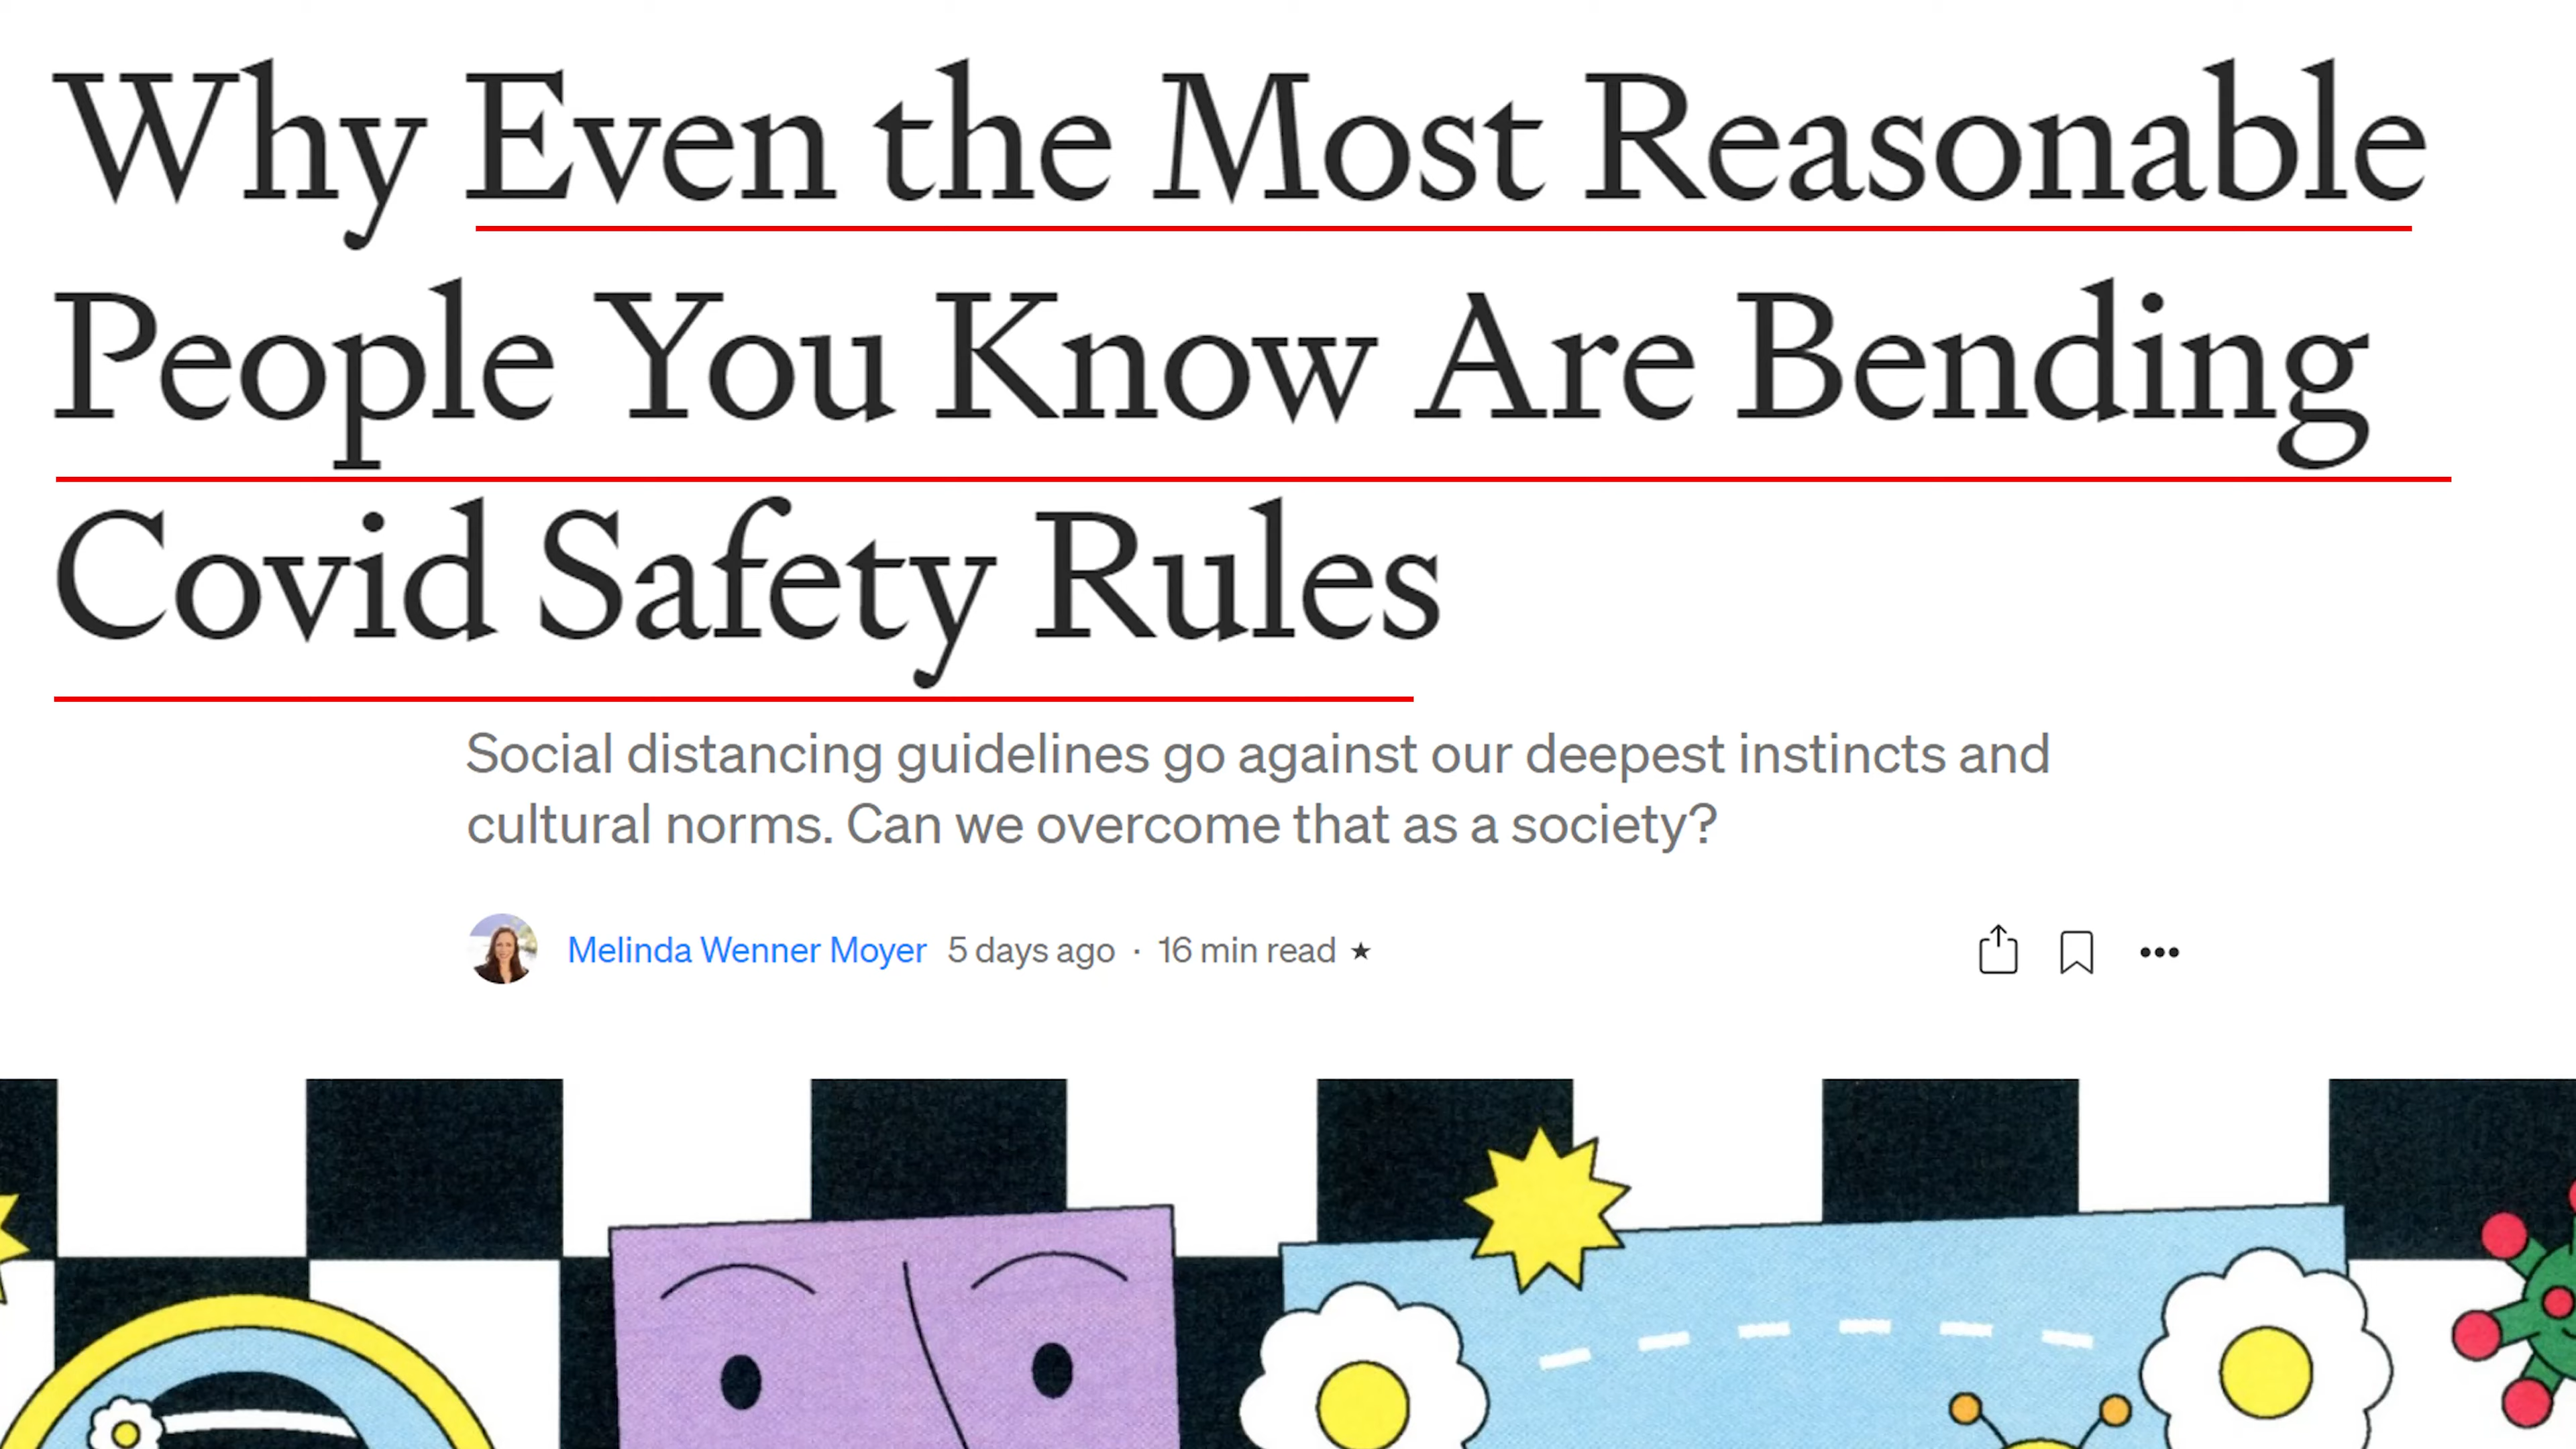 Why Even the Most Reasonable
People You Know Are Bending
Covid Safety Rules
Social distancing guidelines go against our deepest instincts and
cultural norms. Can we overcome that as a society?
Melinda Wenner Moyer 5 days ago · 16 min read ★